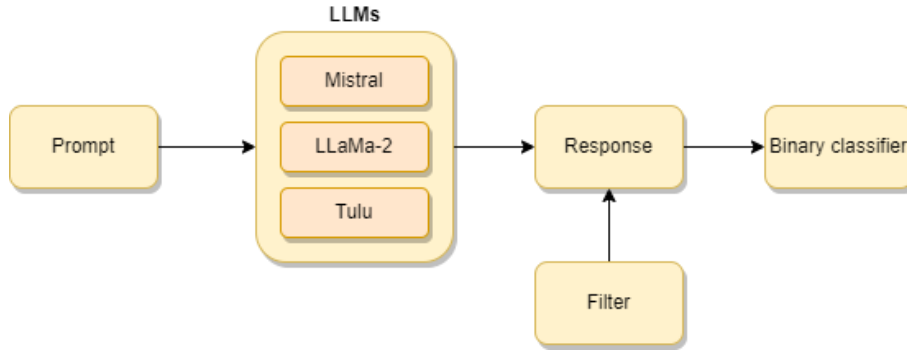 LLMs
Mistral
Prompt
LLaMa-2
Response
Binary classifier
Tulu
Filter